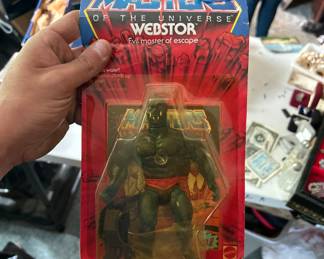 MASTERS
OF THE UNIVERSE
WEBSTOR
Evil master of escape